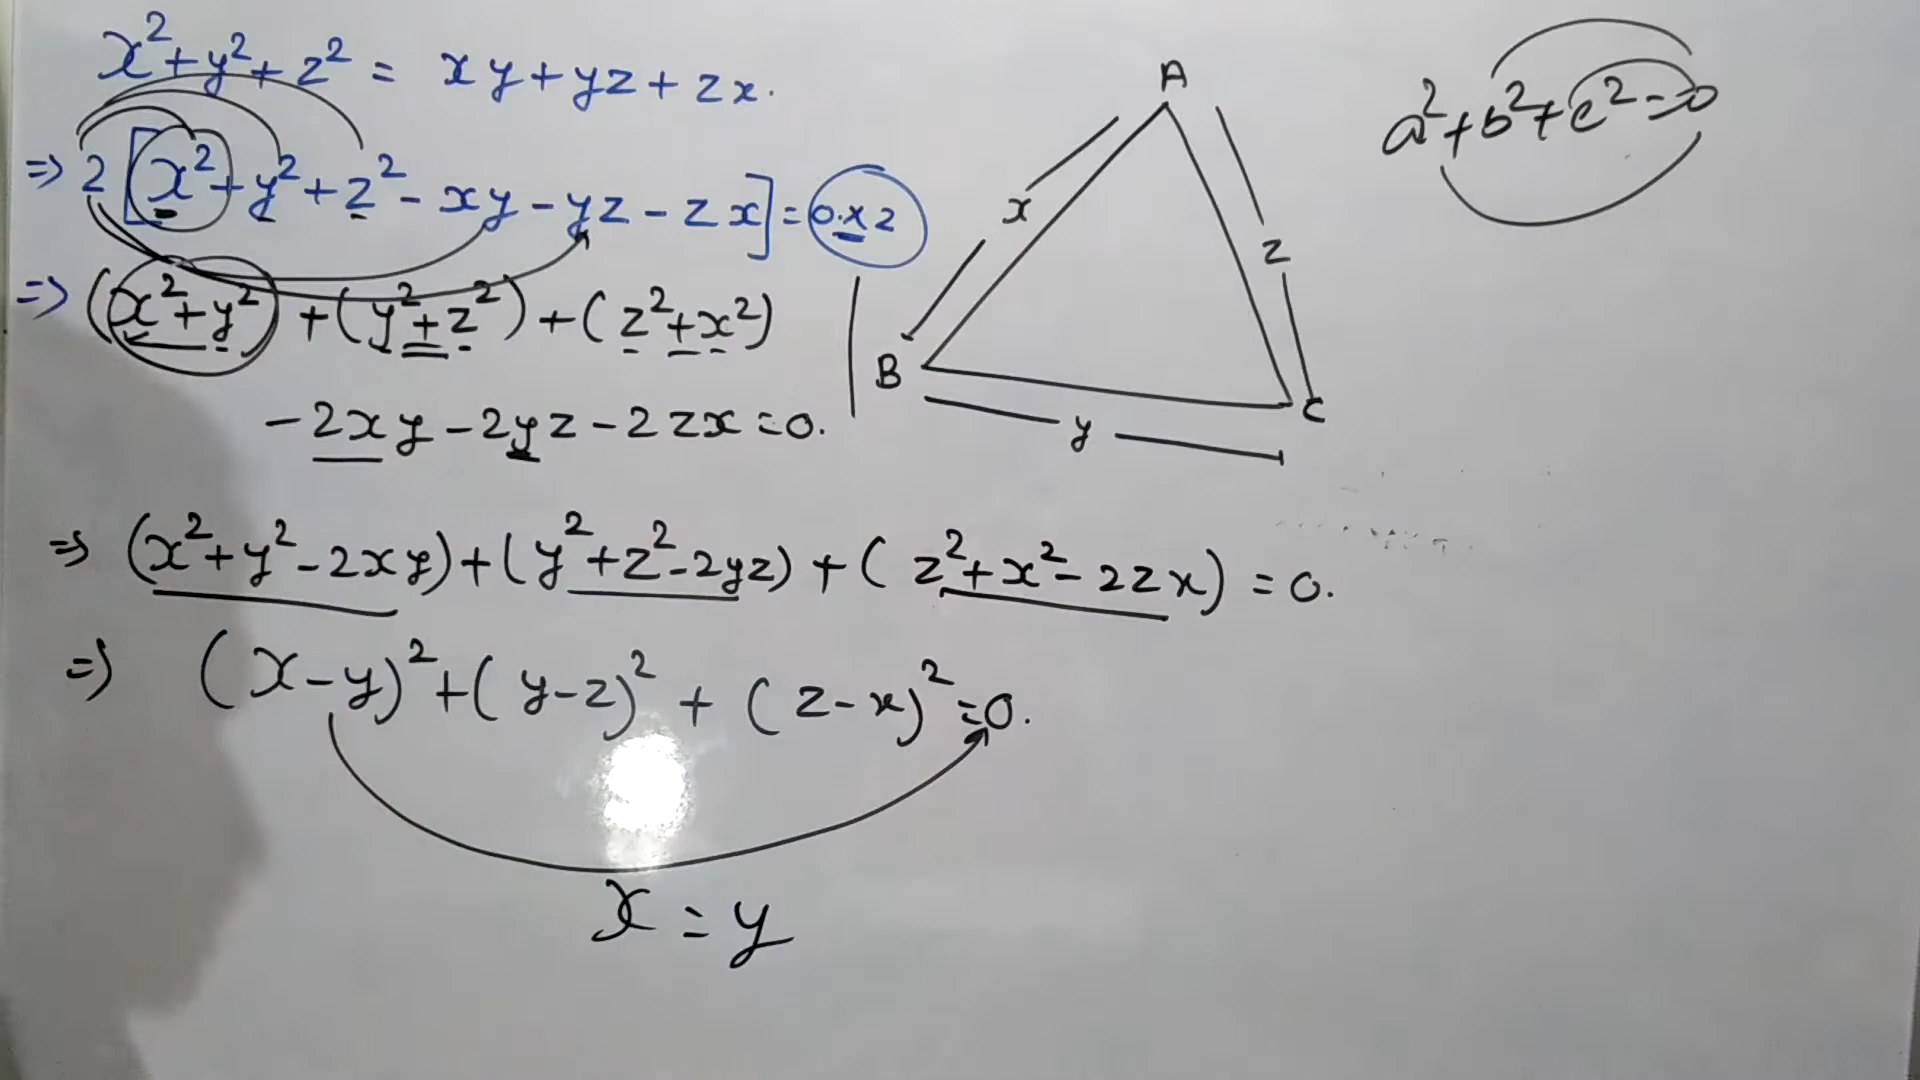 x²+y²+z² = xy+yz+zx.
⇒ 2[x²+y²+z²-xy-yz-zx]=0.x2
⇒ (x²+y²)+(y²+z²)+(z²+x²)
-2xy-2yz-2zx=0.
⇒ (x²+y²-2xy)+(y²+z²-2yz)+(z²+x²-2zx)=0.
⇒ (x-y)²+(y-z)²+(z-x)²=0.
x=y
A
x
z
B
C
y
a²+b²+c²=0